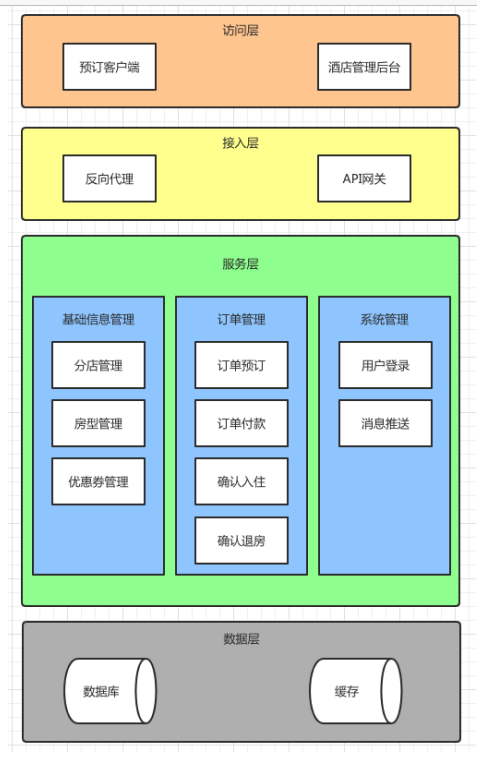 访问层
预订客户端
酒店管理后台
接入层
反向代理
API网关
服务层
基础信息管理
分店管理
房型管理
优惠券管理
订单管理
订单预订
订单付款
确认入住
确认退房
系统管理
用户登录
消息推送
数据层
数据库
缓存